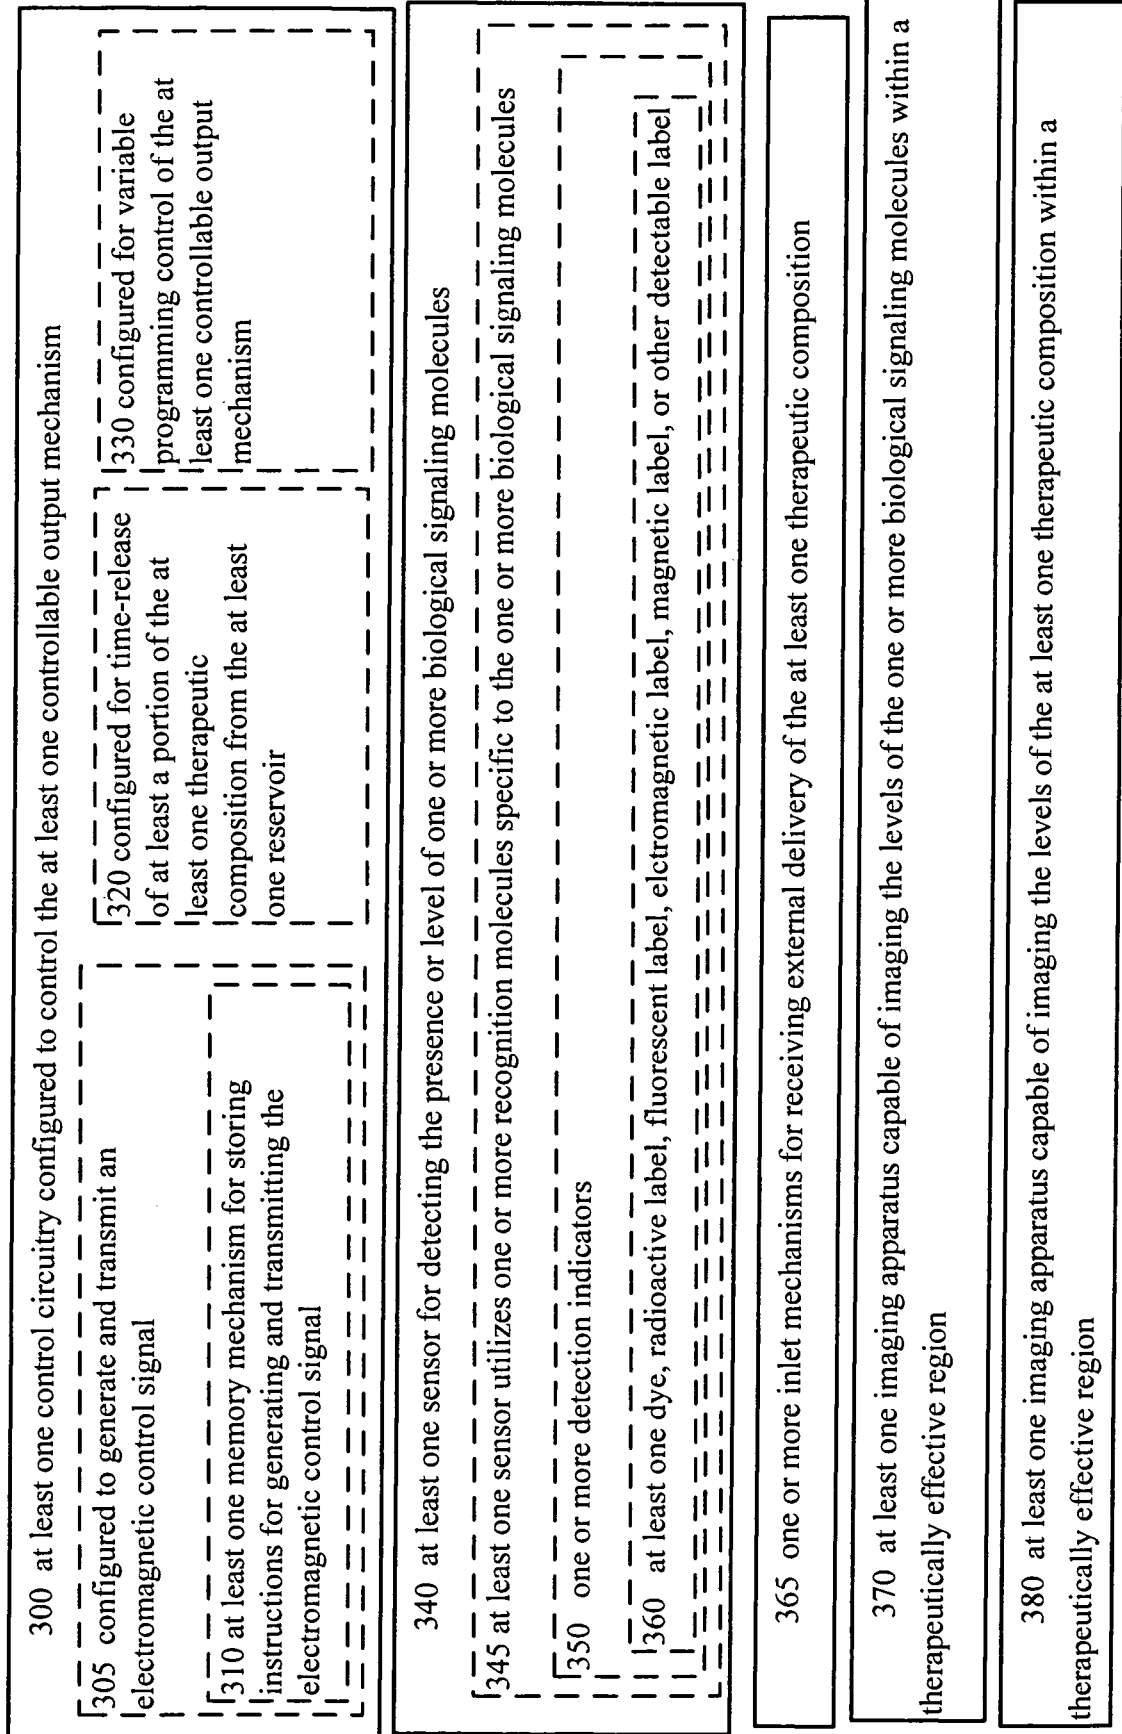 300 at least one control circuitry configured to control the at least one controllable output mechanism
305 configured to generate and transmit an
electromagnetic control signal
310 at least one memory mechanism for storing
instructions for generating and transmitting the
electromagnetic control signal
320 configured for time-release
of at least a portion of the at
least one therapeutic
composition from the at least
one reservoir
330 configured for variable
programming control of the at
least one controllable output
mechanism
340 at least one sensor for detecting the presence or level of one or more biological signaling molecules
345 at least one sensor utilizes one or more recognition molecules specific to the one or more biological signaling molecules
350 one or more detection indicators
360 at least one dye, radioactive label, fluorescent label, elctromagnetic label, magnetic label, or other detectable label
365 one or more inlet mechanisms for receiving external delivery of the at least one therapeutic composition
370 at least one imaging apparatus capable of imaging the levels of the one or more biological signaling molecules within a
therapeutically effective region
380 at least one imaging apparatus capable of imaging the levels of the at least one therapeutic composition within a
therapeutically effective region